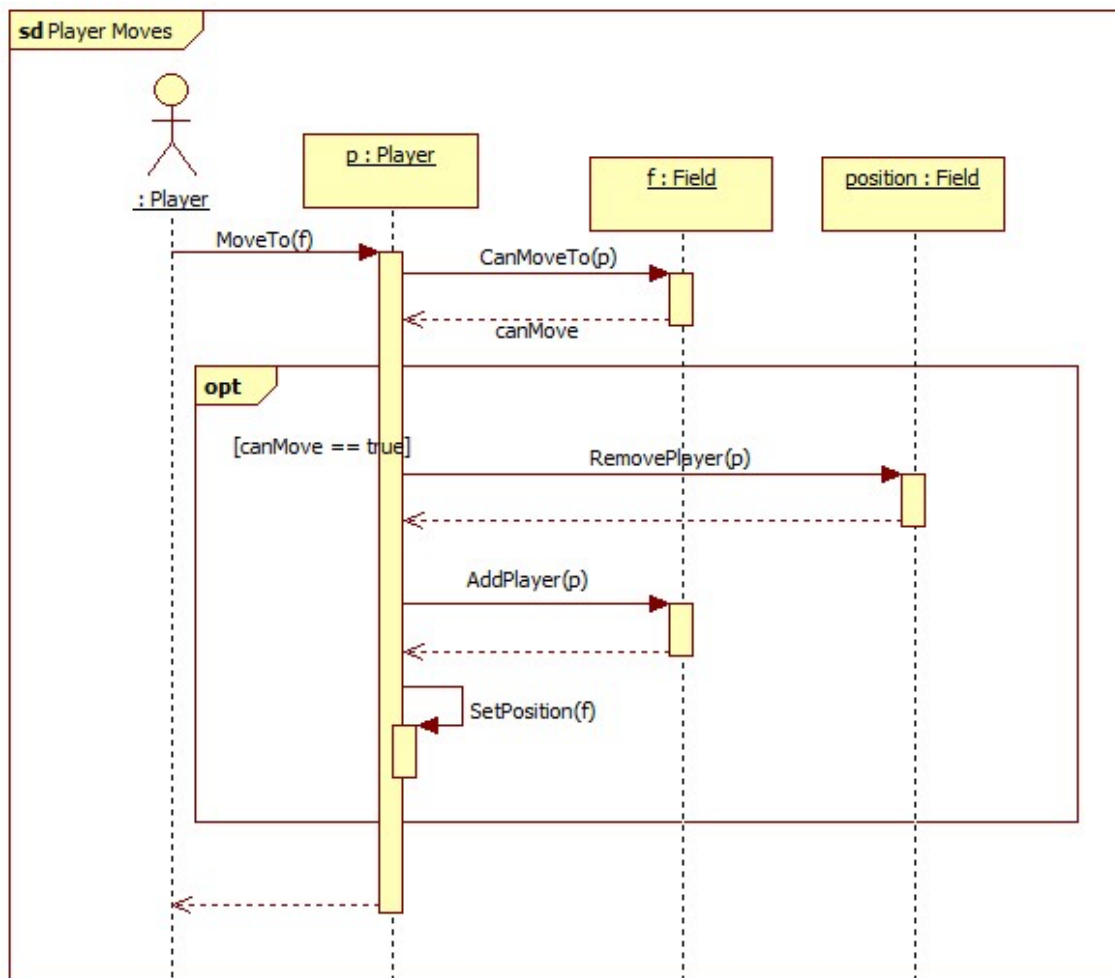 sd Player Moves
: Player
p : Player
f : Field
position : Field
MoveTo(f)
CanMoveTo(p)
canMove
opt
[canMove == true]
RemovePlayer(p)
AddPlayer(p)
SetPosition(f)